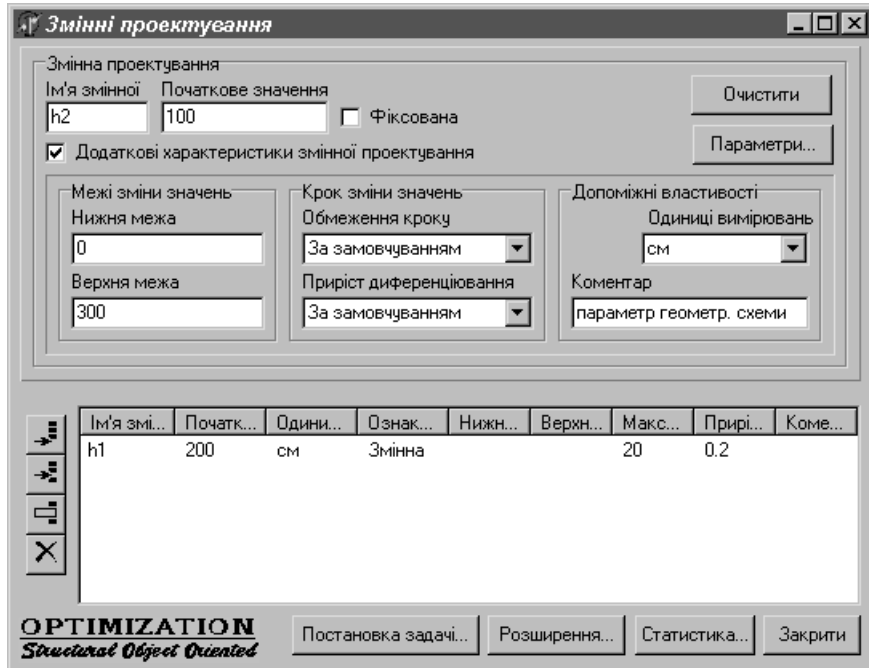 Змінні проектування
Змінна проектування
Ім'я змінної Початкове значення
h2 100 Фіксована
Очистити
Додаткові характеристики змінної проектування
Параметри...
Межі зміни значень
Нижня межа
0
Верхня межа
300
Крок зміни значень
Обмеження кроку
За замовчуванням
Приріст диференціювання
За замовчуванням
Допоміжні властивості
Одиниці вимірювань
см
Коментар
параметр геометр. схеми
Ім'я змі... Початк... Одини... Ознак... Нижн... Верхн... Макс... Прирі... Коме...
h1 200 см Змінна 20 0.2
OPTIMIZATION
Structural Object Oriented
Постановка задачі... Розширення... Статистика... Закрити